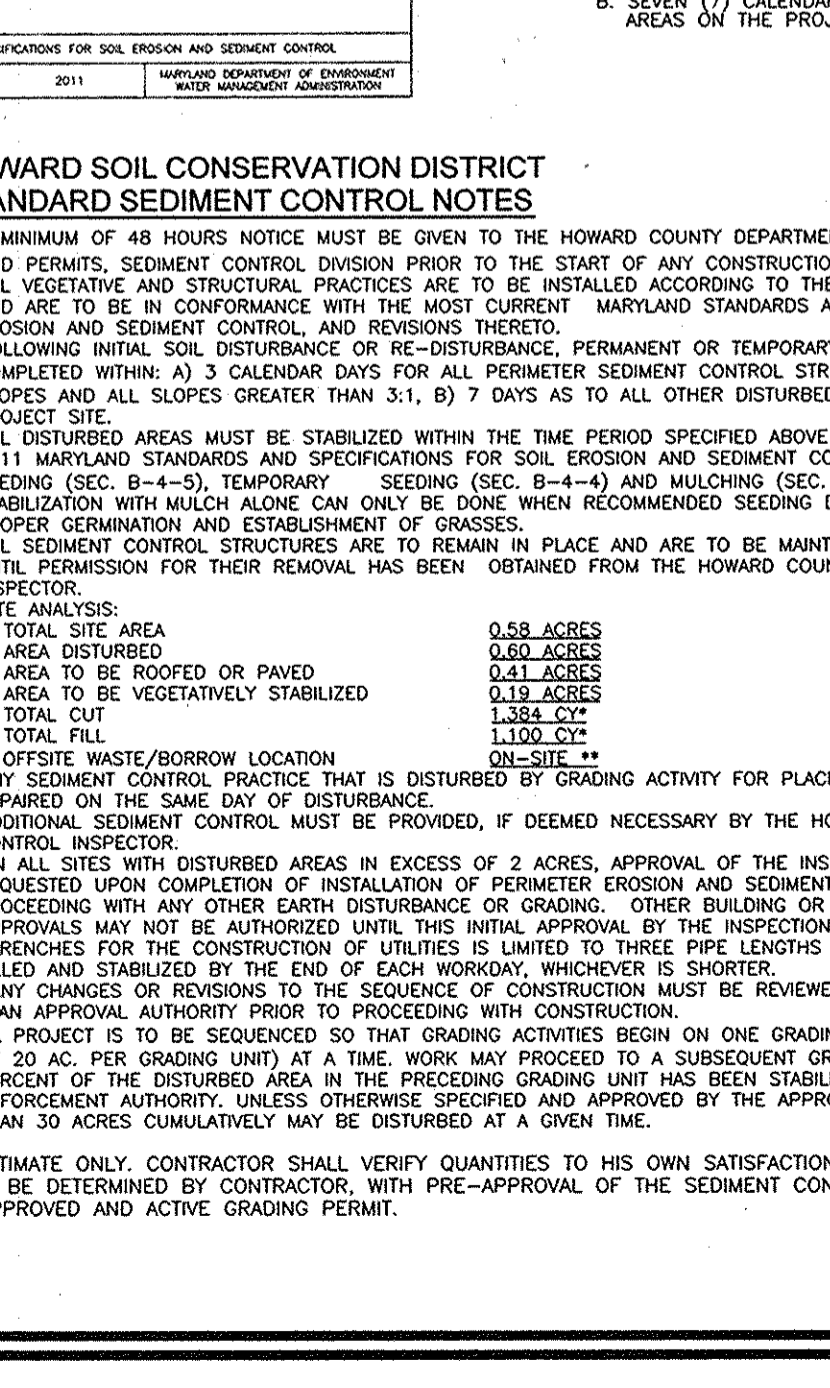 B. SEVEN (7) CALENDAR
AREAS ON THE PROJ
IFICATIONS FOR SOIL EROSION AND SEDIMENT CONTROL
2011
MARYLAND DEPARTMENT OF ENVIRONMENT
WATER MANAGEMENT ADMINISTRATION
WARD SOIL CONSERVATION DISTRICT
ANDARD SEDIMENT CONTROL NOTES
MINIMUM OF 48 HOURS NOTICE MUST BE GIVEN TO THE HOWARD COUNTY DEPARTME
D PERMITS, SEDIMENT CONTROL DIVISION PRIOR TO THE START OF ANY CONSTRUCTIO
L VEGETATIVE AND STRUCTURAL PRACTICES ARE TO BE INSTALLED ACCORDING TO THE
D ARE TO BE IN CONFORMANCE WITH THE MOST CURRENT MARYLAND STANDARDS A
OSION AND SEDIMENT CONTROL, AND REVISIONS THERETO.
OLLOWING INITIAL SOIL DISTURBANCE OR RE-DISTURBANCE, PERMANENT OR TEMPORARY
MPLETED WITHIN: A) 3 CALENDAR DAYS FOR ALL PERIMETER SEDIMENT CONTROL STR
OPES AND ALL SLOPES GREATER THAN 3:1, B) 7 DAYS AS TO ALL OTHER DISTURBED
OJECT SITE.
L DISTURBED AREAS MUST BE STABILIZED WITHIN THE TIME PERIOD SPECIFIED ABOVE
11 MARYLAND STANDARDS AND SPECIFICATIONS FOR SOIL EROSION AND SEDIMENT CO
EDING (SEC. B-4-5), TEMPORARY SEEDING (SEC. B-4-4) AND MULCHING (SEC.
ABILIZATION WITH MULCH ALONE CAN ONLY BE DONE WHEN RECOMMENDED SEEDING D
OPER GERMINATION AND ESTABLISHMENT OF GRASSES.
L SEDIMENT CONTROL STRUCTURES ARE TO REMAIN IN PLACE AND ARE TO BE MAINT
TIL PERMISSION FOR THEIR REMOVAL HAS BEEN OBTAINED FROM THE HOWARD COUN
SPECTOR.
TE ANALYSIS:
TOTAL SITE AREA 0.58 ACRES
AREA DISTURBED 0.60 ACRES
AREA TO BE ROOFED OR PAVED 0.41 ACRES
AREA TO BE VEGETATIVELY STABILIZED 0.19 ACRES
TOTAL CUT 1,384 CY*
TOTAL FILL 1,100 CY*
OFFSITE WASTE/BORROW LOCATION ON-SITE **
NY SEDIMENT CONTROL PRACTICE THAT IS DISTURBED BY GRADING ACTIVITY FOR PLACE
PAIRED ON THE SAME DAY OF DISTURBANCE.
DDITIONAL SEDIMENT CONTROL MUST BE PROVIDED, IF DEEMED NECESSARY BY THE HO
ONTROL INSPECTOR.
N ALL SITES WITH DISTURBED AREAS IN EXCESS OF 2 ACRES, APPROVAL OF THE INS
QUESTED UPON COMPLETION OF INSTALLATION OF PERIMETER EROSION AND SEDIMENT
OCEEDING WITH ANY OTHER EARTH DISTURBANCE OR GRADING. OTHER BUILDING OR
PROVALS MAY NOT BE AUTHORIZED UNTIL THIS INITIAL APPROVAL BY THE INSPECTION
RENCHES FOR THE CONSTRUCTION OF UTILITIES IS LIMITED TO THREE PIPE LENGTHS
LLED AND STABILIZED BY THE END OF EACH WORKDAY, WHICHEVER IS SHORTER.
NY CHANGES OR REVISIONS TO THE SEQUENCE OF CONSTRUCTION MUST BE REVIEWE
AN APPROVAL AUTHORITY PRIOR TO PROCEEDING WITH CONSTRUCTION.
PROJECT IS TO BE SEQUENCED SO THAT GRADING ACTIVITIES BEGIN ON ONE GRADIN
20 AC. PER GRADING UNIT) AT A TIME. WORK MAY PROCEED TO A SUBSEQUENT GR
RCENT OF THE DISTURBED AREA IN THE PRECEDING GRADING UNIT HAS BEEN STABIL
FORCEMENT AUTHORITY. UNLESS OTHERWISE SPECIFIED AND APPROVED BY THE APPRO
AN 30 ACRES CUMULATIVELY MAY BE DISTURBED AT A GIVEN TIME.
TIMATE ONLY. CONTRACTOR SHALL VERIFY QUANTITIES TO HIS OWN SATISFACTION
BE DETERMINED BY CONTRACTOR, WITH PRE-APPROVAL OF THE SEDIMENT CON
PPROVED AND ACTIVE GRADING PERMIT.